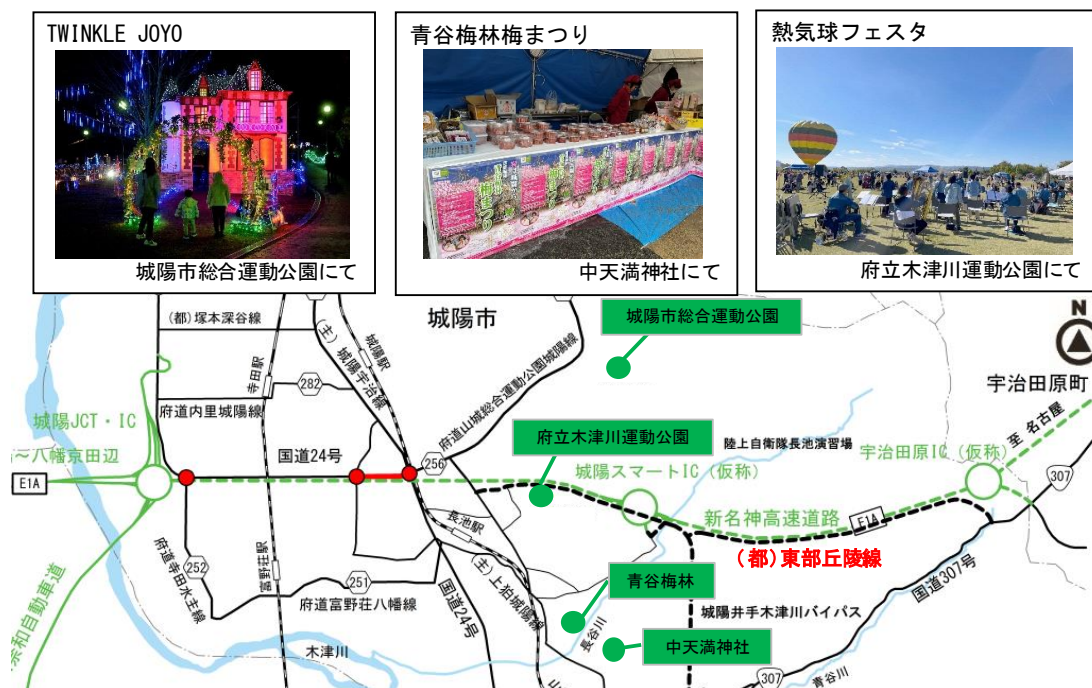 TWINKLE JOYO
城陽市総合運動公園にて
青谷梅林梅まつり
梅まつり
中天満神社にて
熱気球フェスタ
府立木津川運動公園にて
(都)塚本深谷線
城陽市
城陽市総合運動公園
N
(主)城陽宇治線
城陽駅
寺田駅
282
府道内里城陽線
府道山城総合運動公園城陽線
宇治田原町
至 名古屋
城陽JCT・IC
~八幡京田辺
E1A
国道24号
256
府立木津川運動公園
陸上自衛隊長池演習場
城陽スマートIC(仮称)
宇治田原IC(仮称)
307
新名神高速道路
E1A
(都)東部丘陵線
長池駅
富野荘駅
府道寺田水主線
252
251
府道富野荘八幡線
国道24号
(主)上狛城陽線
青谷梅林
国道307号
城陽井手木津川バイパス
奈和自動車道
木津川
長谷川
中天満神社
307
青谷川